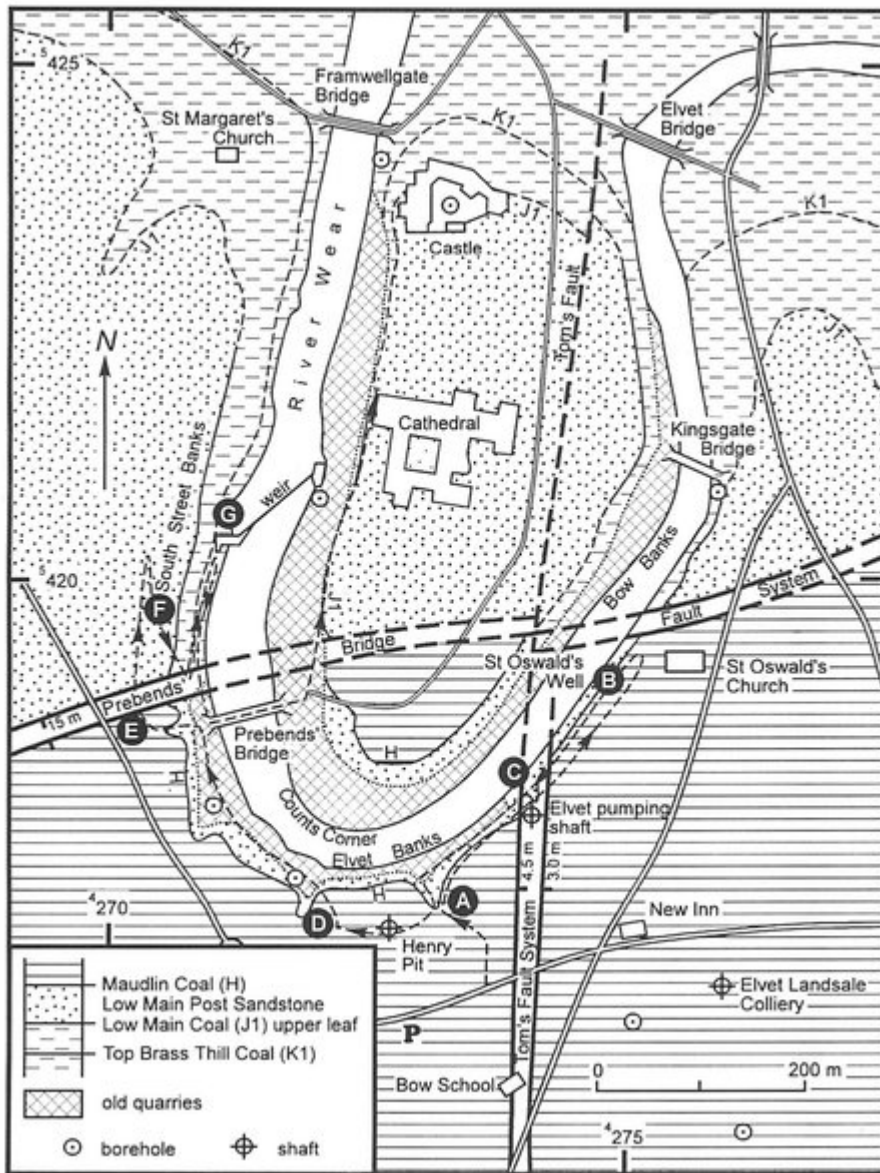 ⁵425
K1
Framwellgate
Bridge
St Margaret's
Church
K1
Elvet
Bridge
K1
J1
J1
Castle
J1
River Wear
Tom's Fault
N
Cathedral
Kingsgate
Bridge
South Street Banks
G
weir
Bow Banks
⁵420
F
J1
System
Fault
Bridge
Prebends'
St Oswald's
Well
B
St Oswald's
Church
15 m
E
Prebends'
Bridge
H
H
C
Counts Corner
Elvet Banks
Elvet pumping
shaft
4.5 m
3.0 m
H
⁴270
D
A
Henry
Pit
New Inn
Tom's Fault System
Elvet Landsale
Colliery
P
Bow School
0
200 m
⁴275
Maudlin Coal (H)
Low Main Post Sandstone
Low Main Coal (J1) upper leaf
Top Brass Thill Coal (K1)
old quarries
borehole
shaft